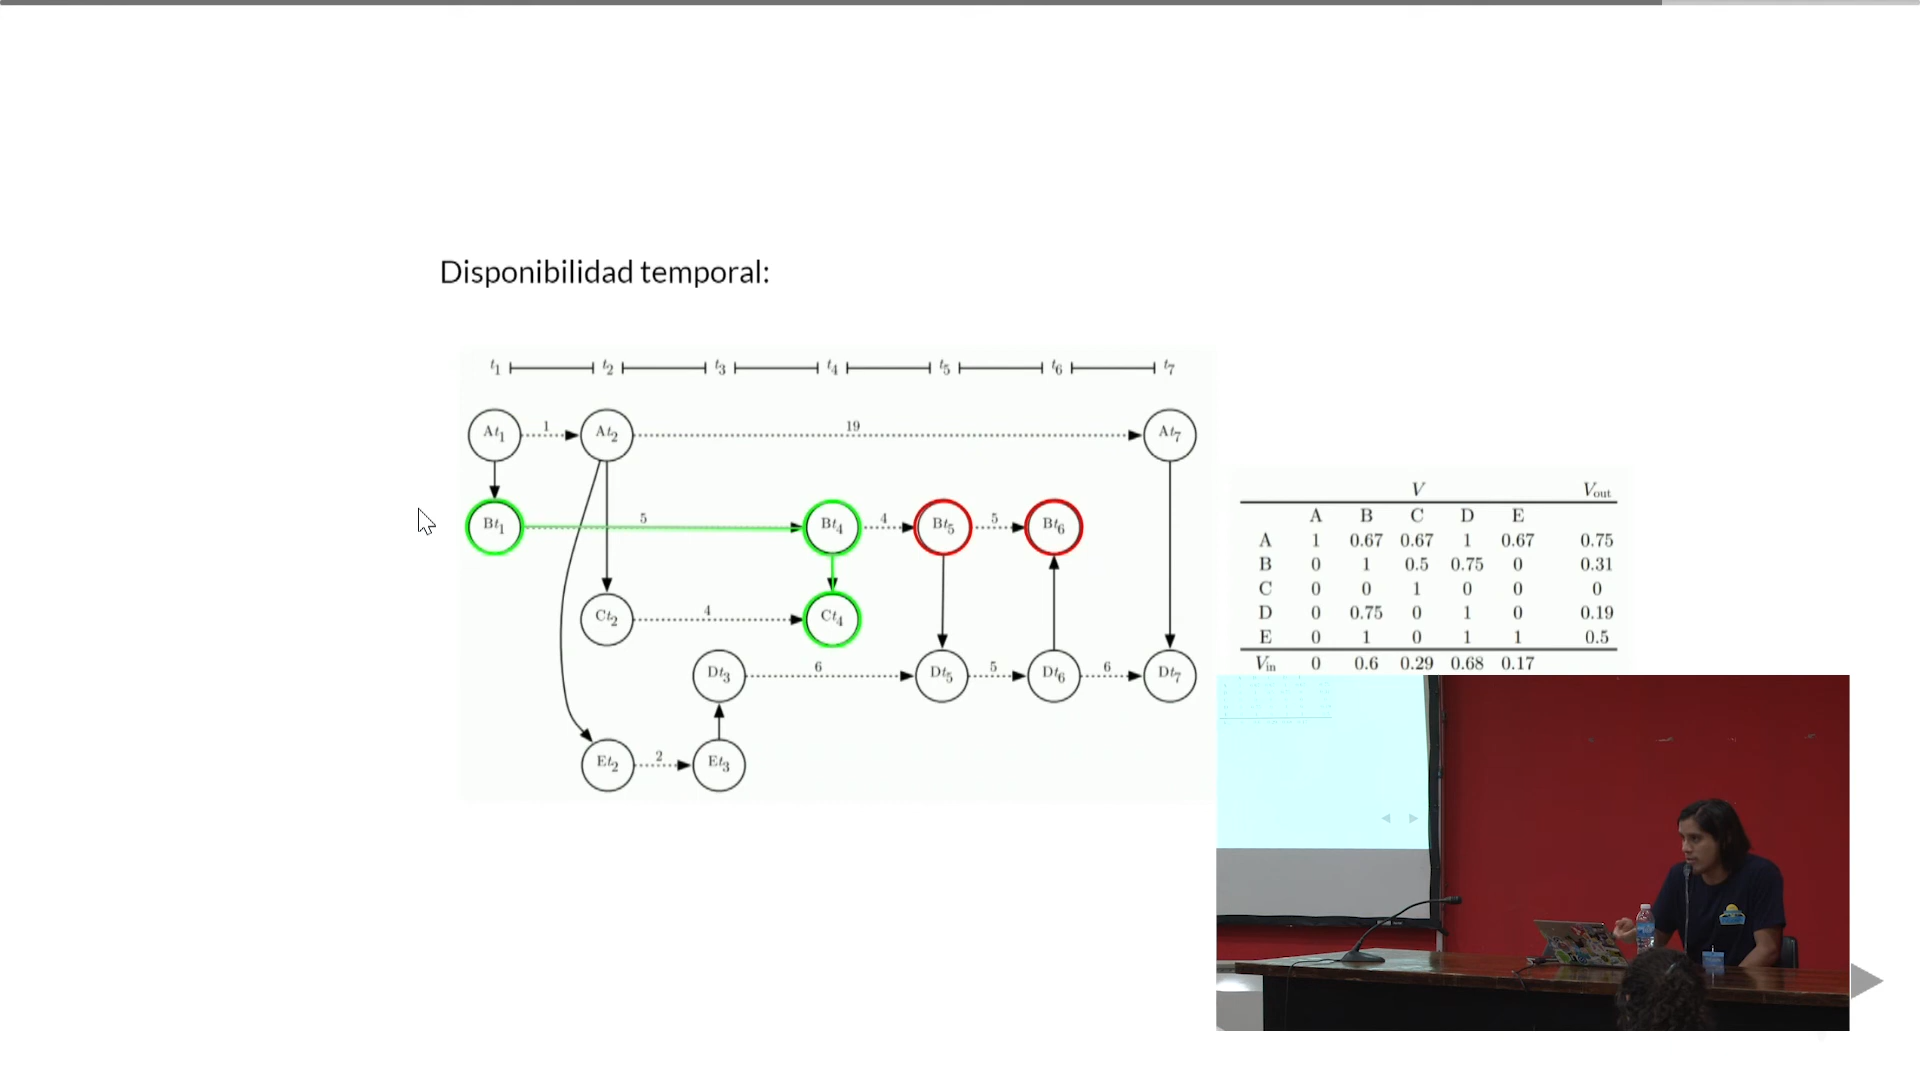 Disponibilidad temporal:
t1 t2 t3 t4 t5 t6 t7
At1 1 At2 19 At7
Bt1 5 Bt4 4 Bt5 5 Bt6
Ct2 4 Ct4
Dt3 6 Dt5 5 Dt6 6 Dt7
Et2 2 Et3
V Vout
A B C D E
A 1 0.67 0.67 1 0.67 0.75
B 0 1 0.5 0.75 0 0.31
C 0 0 1 0 0 0
D 0 0.75 0 1 0 0.19
E 0 1 0 1 1 0.5
Vin 0 0.6 0.29 0.68 0.17